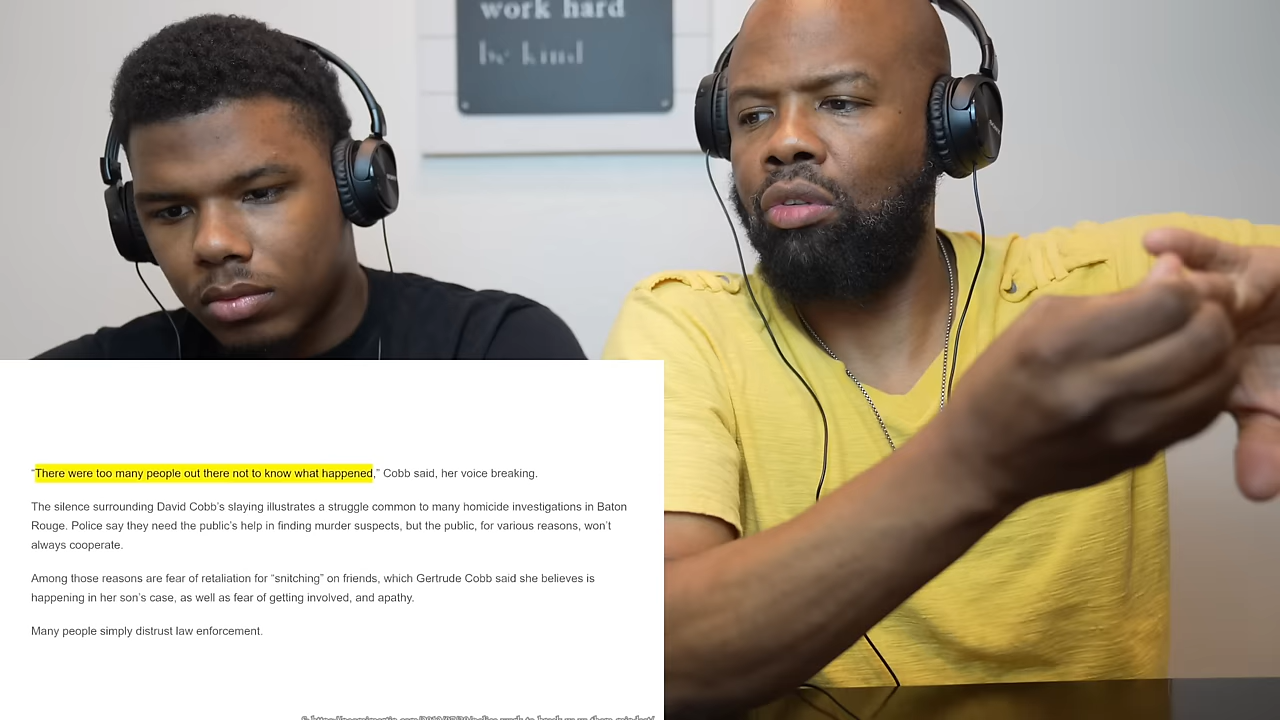 work hard
be kind
“There were too many people out there not to know what happened,” Cobb said, her voice breaking.
The silence surrounding David Cobb’s slaying illustrates a struggle common to many homicide investigations in Baton
Rouge. Police say they need the public’s help in finding murder suspects, but the public, for various reasons, won’t
always cooperate.
Among those reasons are fear of retaliation for “snitching” on friends, which Gertrude Cobb said she believes is
happening in her son’s case, as well as fear of getting involved, and apathy.
Many people simply distrust law enforcement.